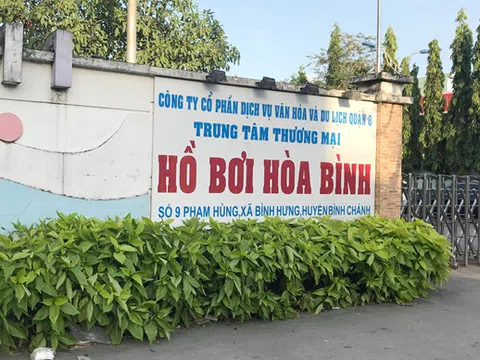 CÔNG TY CỔ PHẦN DỊCH VỤ VĂN HÓA VÀ DU LỊCH QUẬN 8
TRUNG TÂM THƯƠNG MẠI
HỒ BƠI HÒA BÌNH
SỐ 9 PHẠM HÙNG, XÃ BÌNH HƯNG, HUYỆN BÌNH CHÁNH